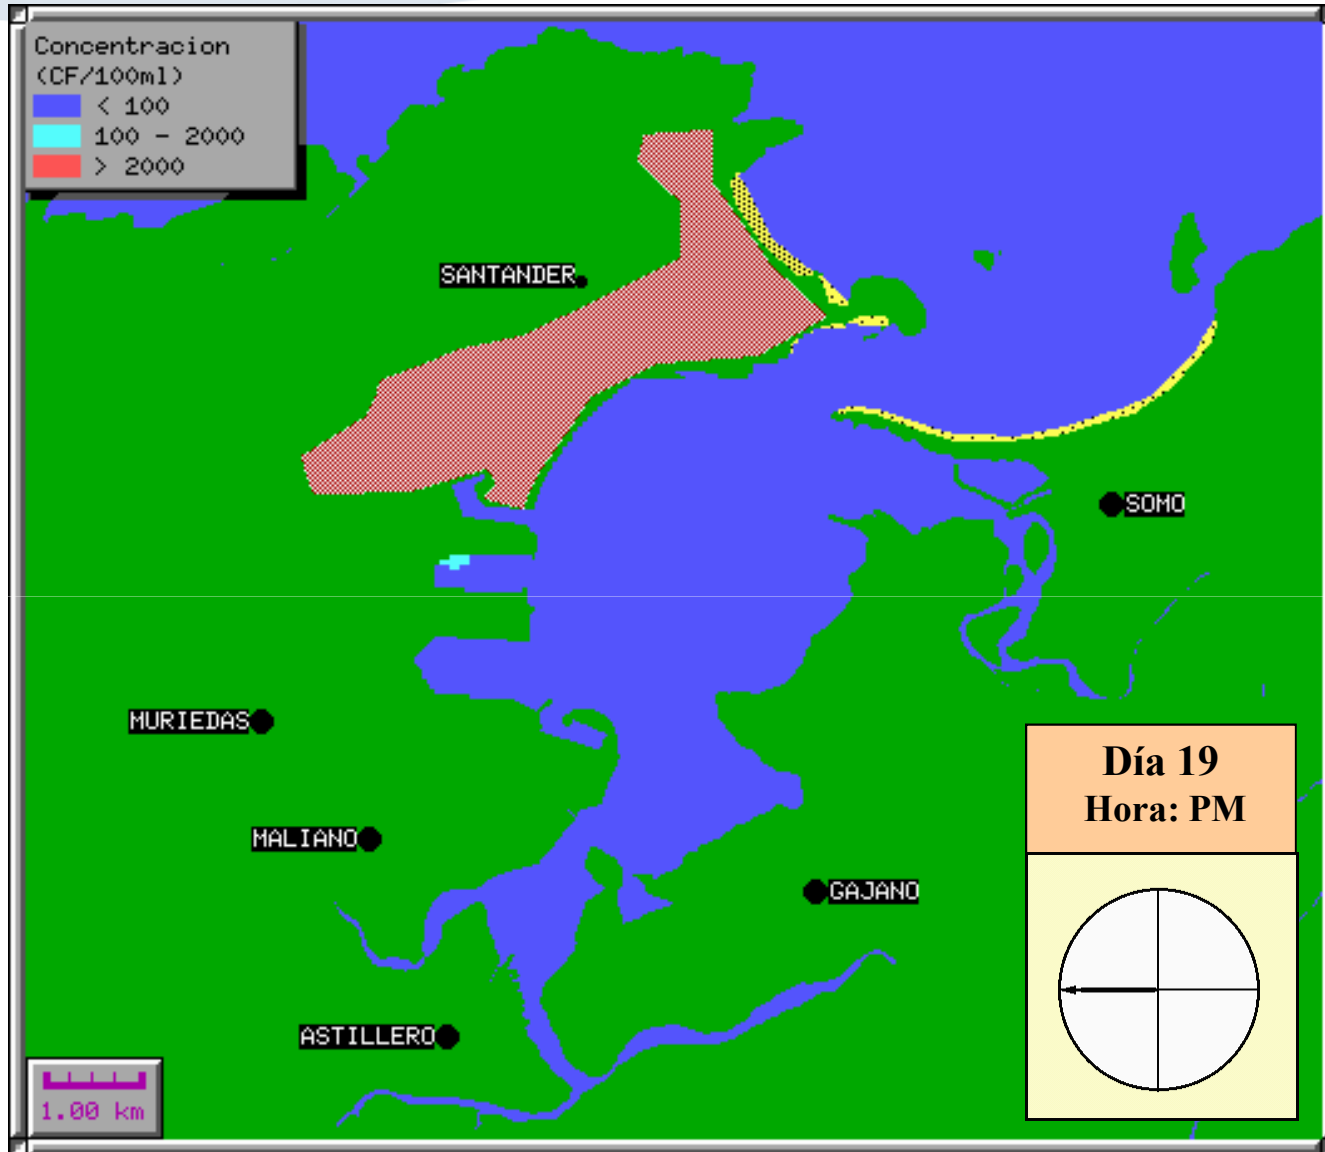 Concentracion
(CF/100ml)
< 100
100 - 2000
> 2000
SANTANDER
SOMO
MURIEDAS
Día 19
Hora: PM
MALIANO
GAJANO
ASTILLERO
1.00 km